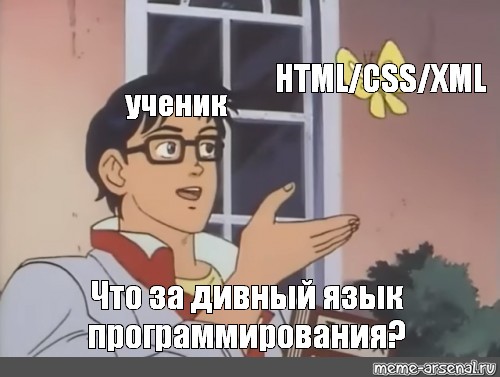 HTML/CSS/XML
ученик
Что за дивный язык
программирования?
meme-arsenal.ru